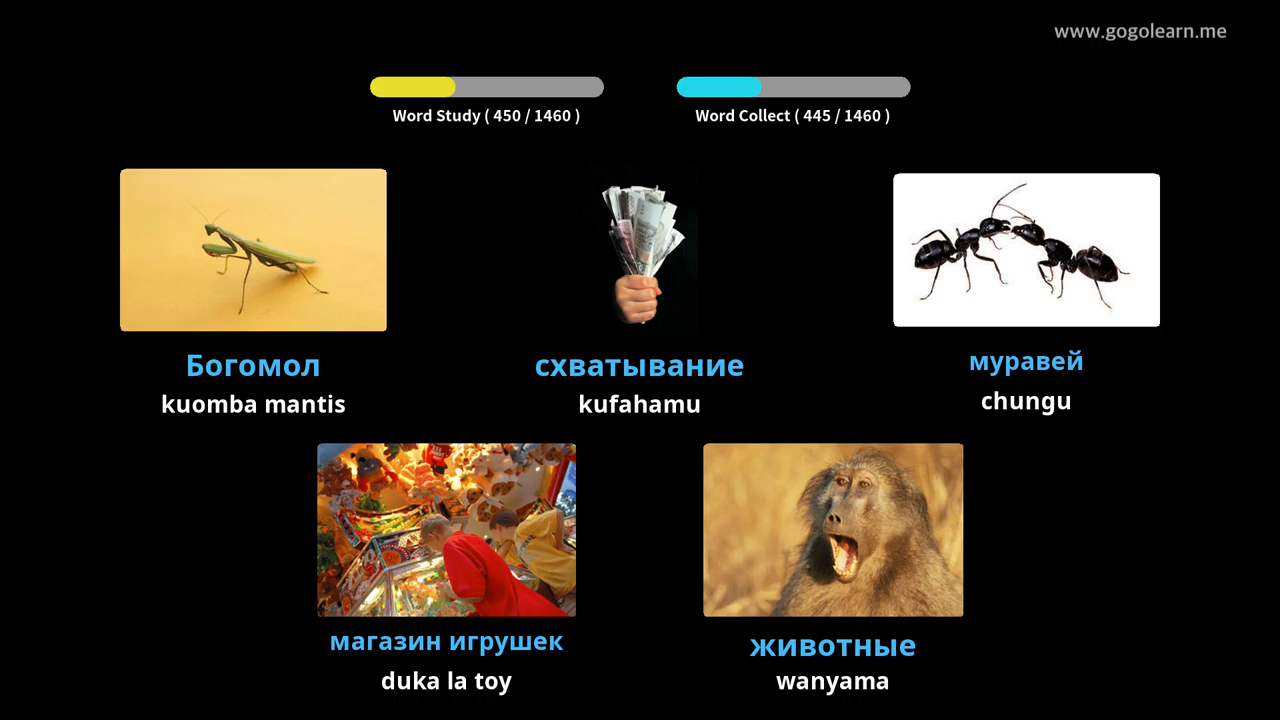 www.gogolearn.me
Word Study ( 450 / 1460 )
Word Collect ( 445 / 1460 )
Богомол
kuomba mantis
схватывание
kufahamu
муравей
chungu
магазин игрушек
duka la toy
животные
wanyama